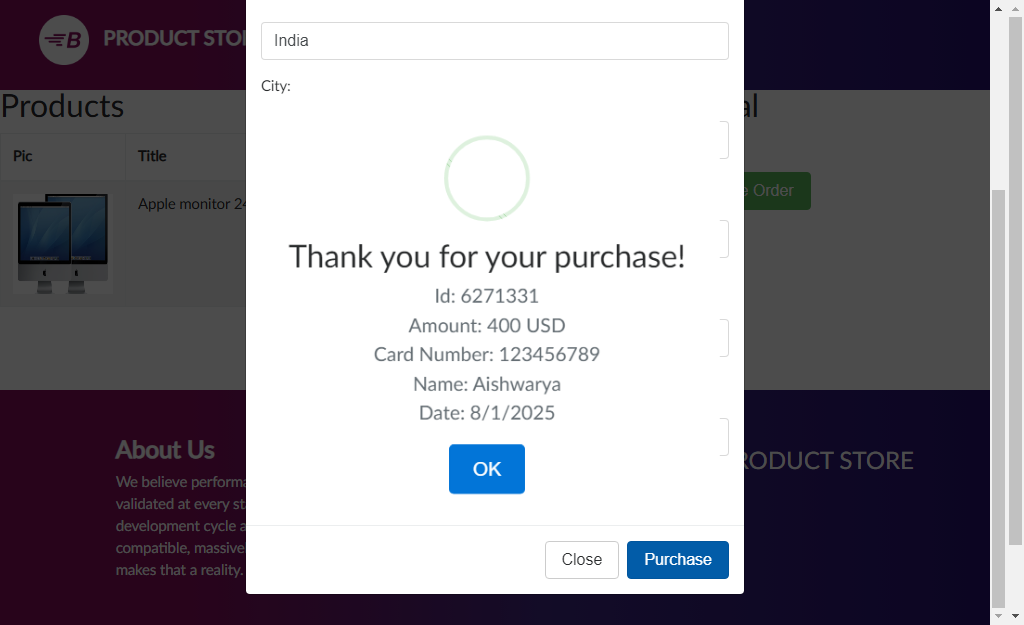 PRODUCT STO
India
City:
Products
al
Pic
Title
Apple monitor 24
e Order
Thank you for your purchase!
Id: 6271331
Amount: 400 USD
Card Number: 123456789
Name: Aishwarya
Date: 8/1/2025
OK
About Us
We believe performa
validated at every st
development cycle a
compatible, massive
makes that a reality.
RODUCT STORE
Close
Purchase